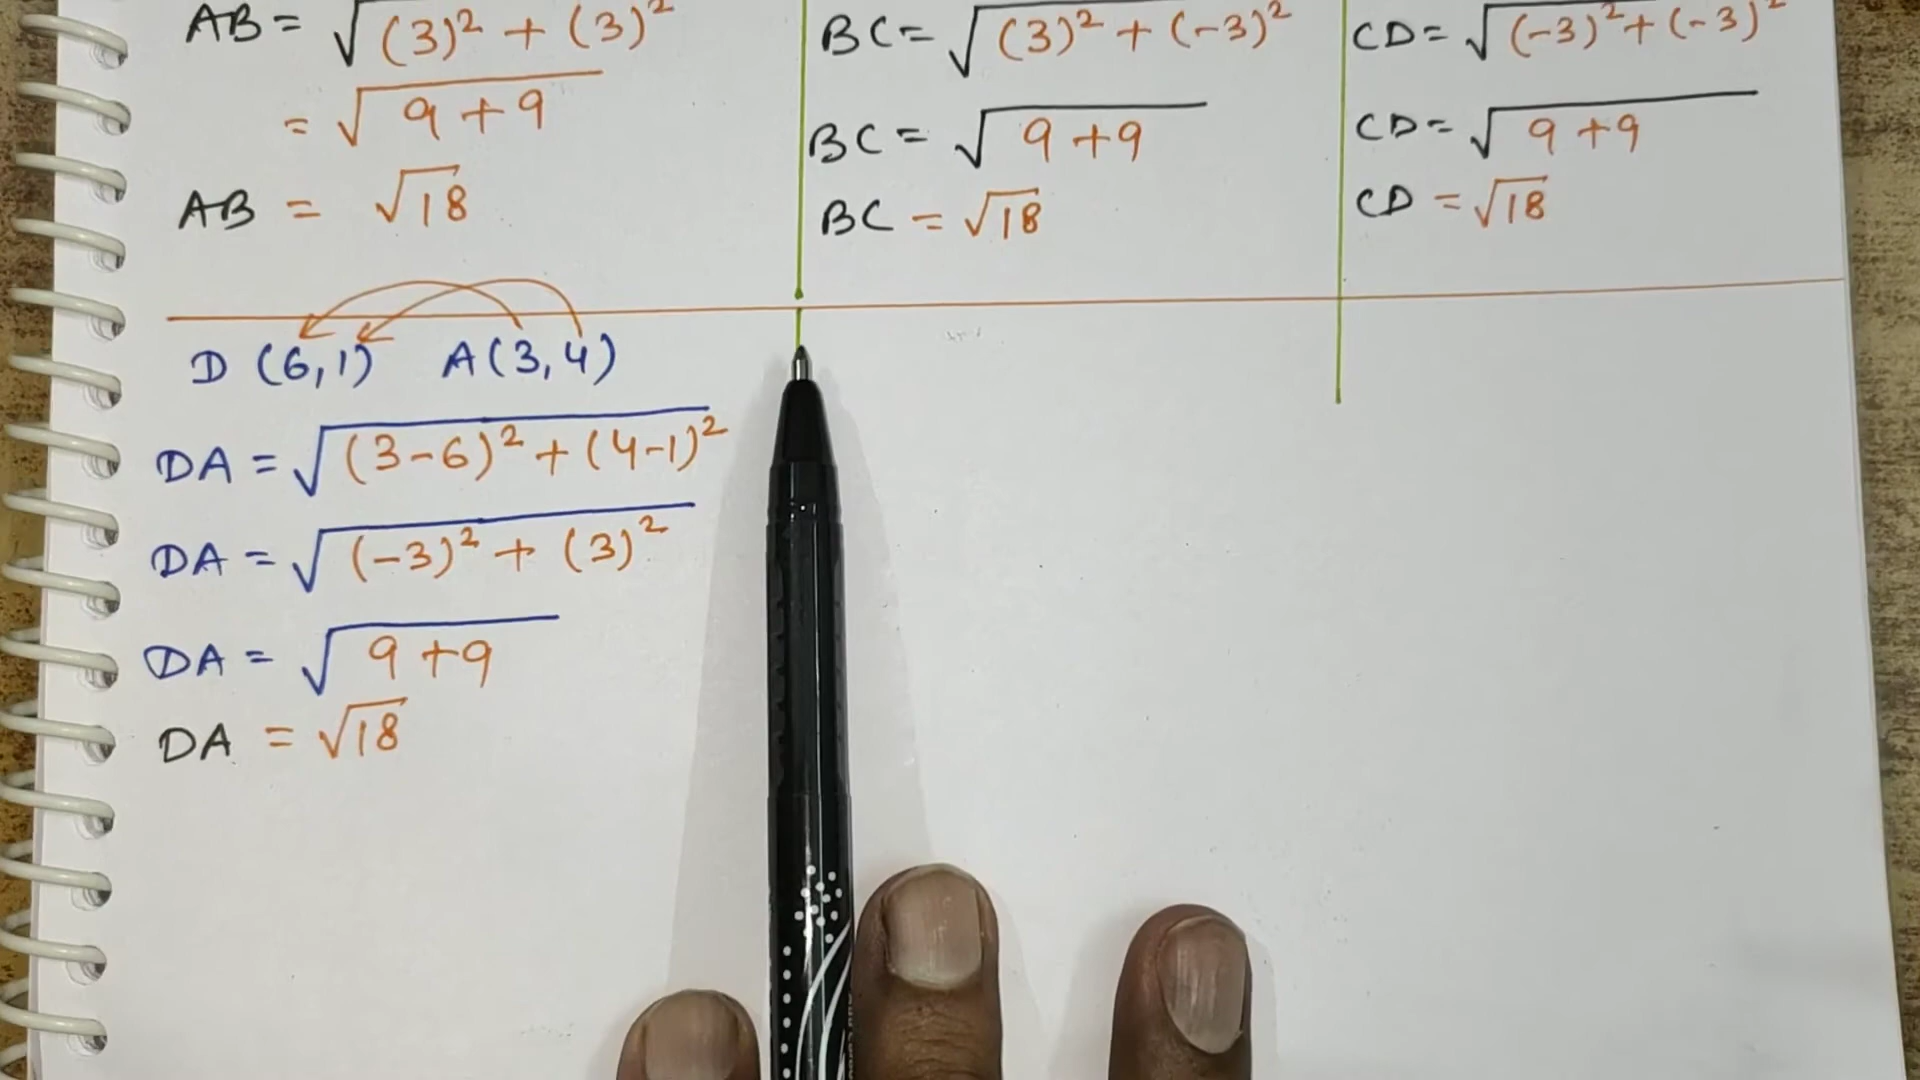 AB = √(3)² + (3)²
= √9 + 9
AB = √18
BC = √(3)² + (-3)²
BC = √9 + 9
BC = √18
CD = √(-3)² + (-3)²
CD = √9 + 9
CD = √18
D (6,1) A(3,4)
DA = √(3-6)² + (4-1)²
DA = √(-3)² + (3)²
DA = √9 + 9
DA = √18